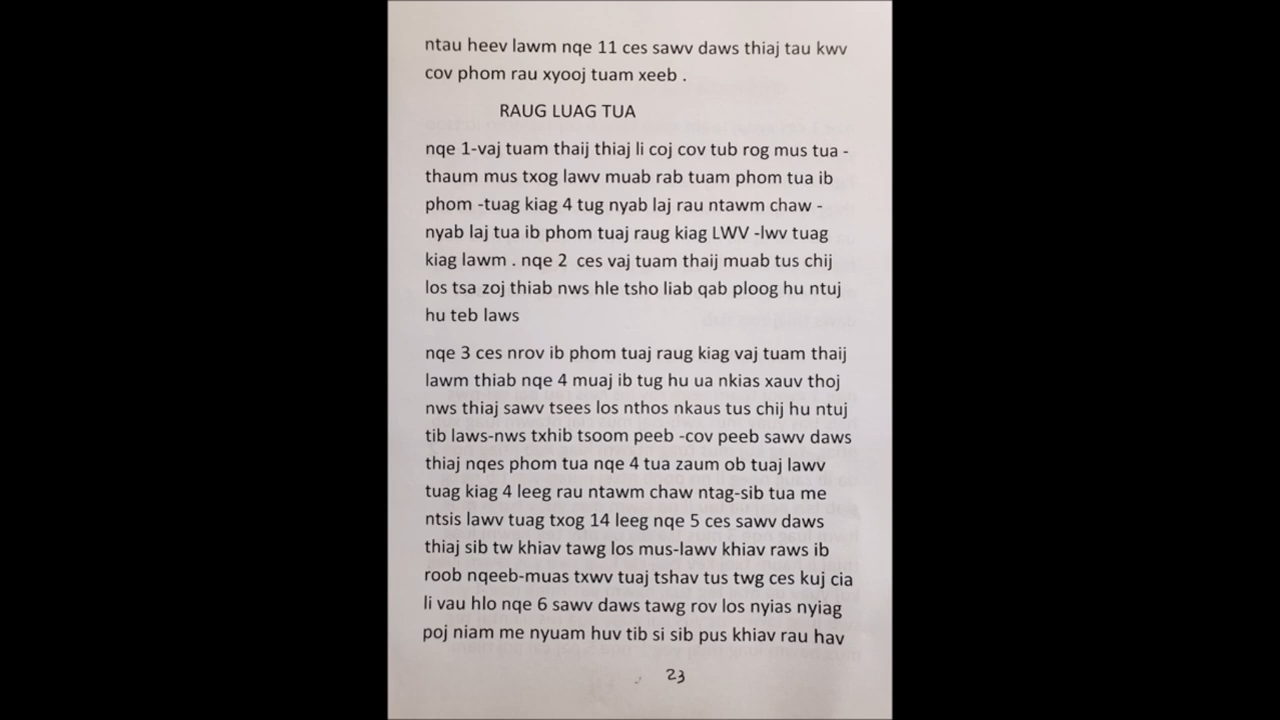 ntau heev lawm nqe 11 ces sawv daws thiaj tau kwv
cov phom rau xyooj tuam xeeb .
RAUG LUAG TUA
nqe 1-vaj tuam thaij thiaj li coj cov tub rog mus tua -
thaum mus txog lawv muab rab tuam phom tua ib
phom -tuag kiag 4 tug nyab laj rau ntawm chaw -
nyab laj tua ib phom tuaj raug kiag LWV -lwv tuag
kiag lawm . nqe 2  ces vaj tuam thaij muab tus chij
los tsa zoj thiab nws hle tsho liab qab ploog hu ntuj
hu teb laws
nqe 3 ces nrov ib phom tuaj raug kiag vaj tuam thaij
lawm thiab nqe 4 muaj ib tug hu ua nkias xauv thoj
nws thiaj sawv tsees los nthos nkaus tus chij hu ntuj
tib laws-nws txhib tsoom peeb -cov peeb sawv daws
thiaj nqes phom tua nqe 4 tua zaum ob tuaj lawv
tuag kiag 4 leeg rau ntawm chaw ntag-sib tua me
ntsis lawv tuag txog 14 leeg nqe 5 ces sawv daws
thiaj sib tw khiav tawg los mus-lawv khiav raws ib
roob nqeeb-muas txwv tuaj tshav tus twg ces kuj cia
li vau hlo nqe 6 sawv daws tawg rov los nyias nyiag
poj niam me nyuam huv tib si sib pus khiav rau hav
23